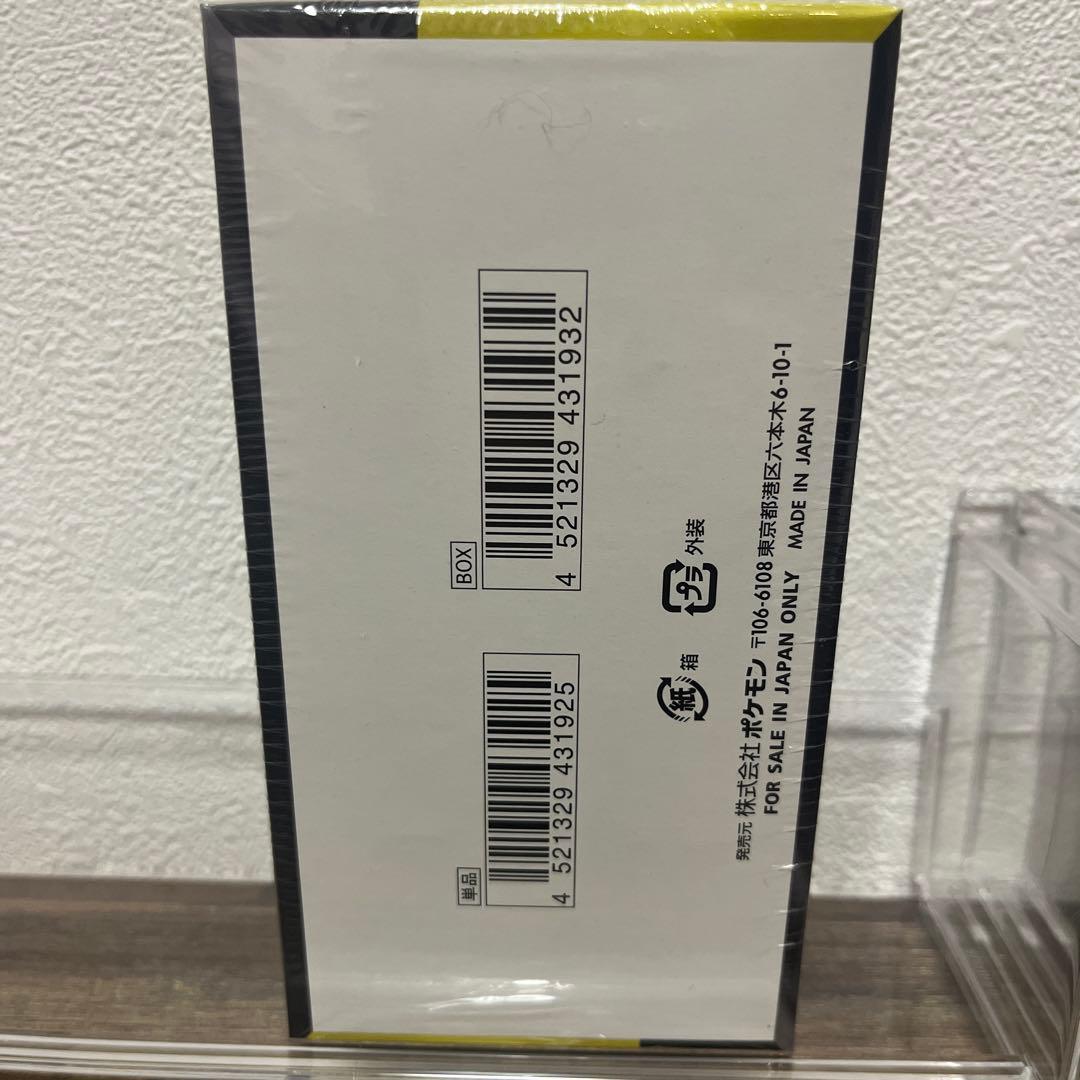 単品
4 521329 431925
BOX
4 521329 431932
紙 箱
プラ 外装
発売元 株式会社ポケモン 〒106-6108 東京都港区六本木6-10-1
FOR SALE IN JAPAN ONLY MADE IN JAPAN